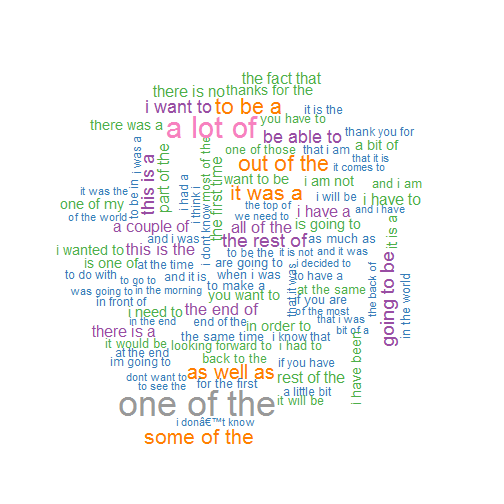 the fact that
there is no
thanks for the
i want to
to be a
it is the
there was a
a lot of
you have to
be able to
thank you for
one of those
that i am
a bit of
i was a
to be in
this is a
part of the
i had a
i think i
most of the
i dont know
the first time
out of the
that it is
it comes to
want to be
i am not
and i am
it was the
it was a
i will be
i have to
one of my
of the world
the top of
we need to
i have a
and i have
a couple of
all of the
is going to
it is a
and i was
the rest of
as much as
i wanted to
this is the
to be the
it is not
and it was
is one of
at the time
are going to
i decided to
to do with
to go to
and it is
when i was
to have a
that it was
the back of
going to be
in the world
was going to
in the morning
to make a
at the same
in front of
you want to
if you are
i need to
the end of
of the most
in the end
end of the
that i was
there is a
in order to
bit of a
it would be
the same time
i know that
looking forward to
i had to
at the end
back to the
if you have
im going to
i have been
as well as
dont want to
rest of the
to see the
for the first
a little bit
one of the
it will be
i donâ€™t know
some of the